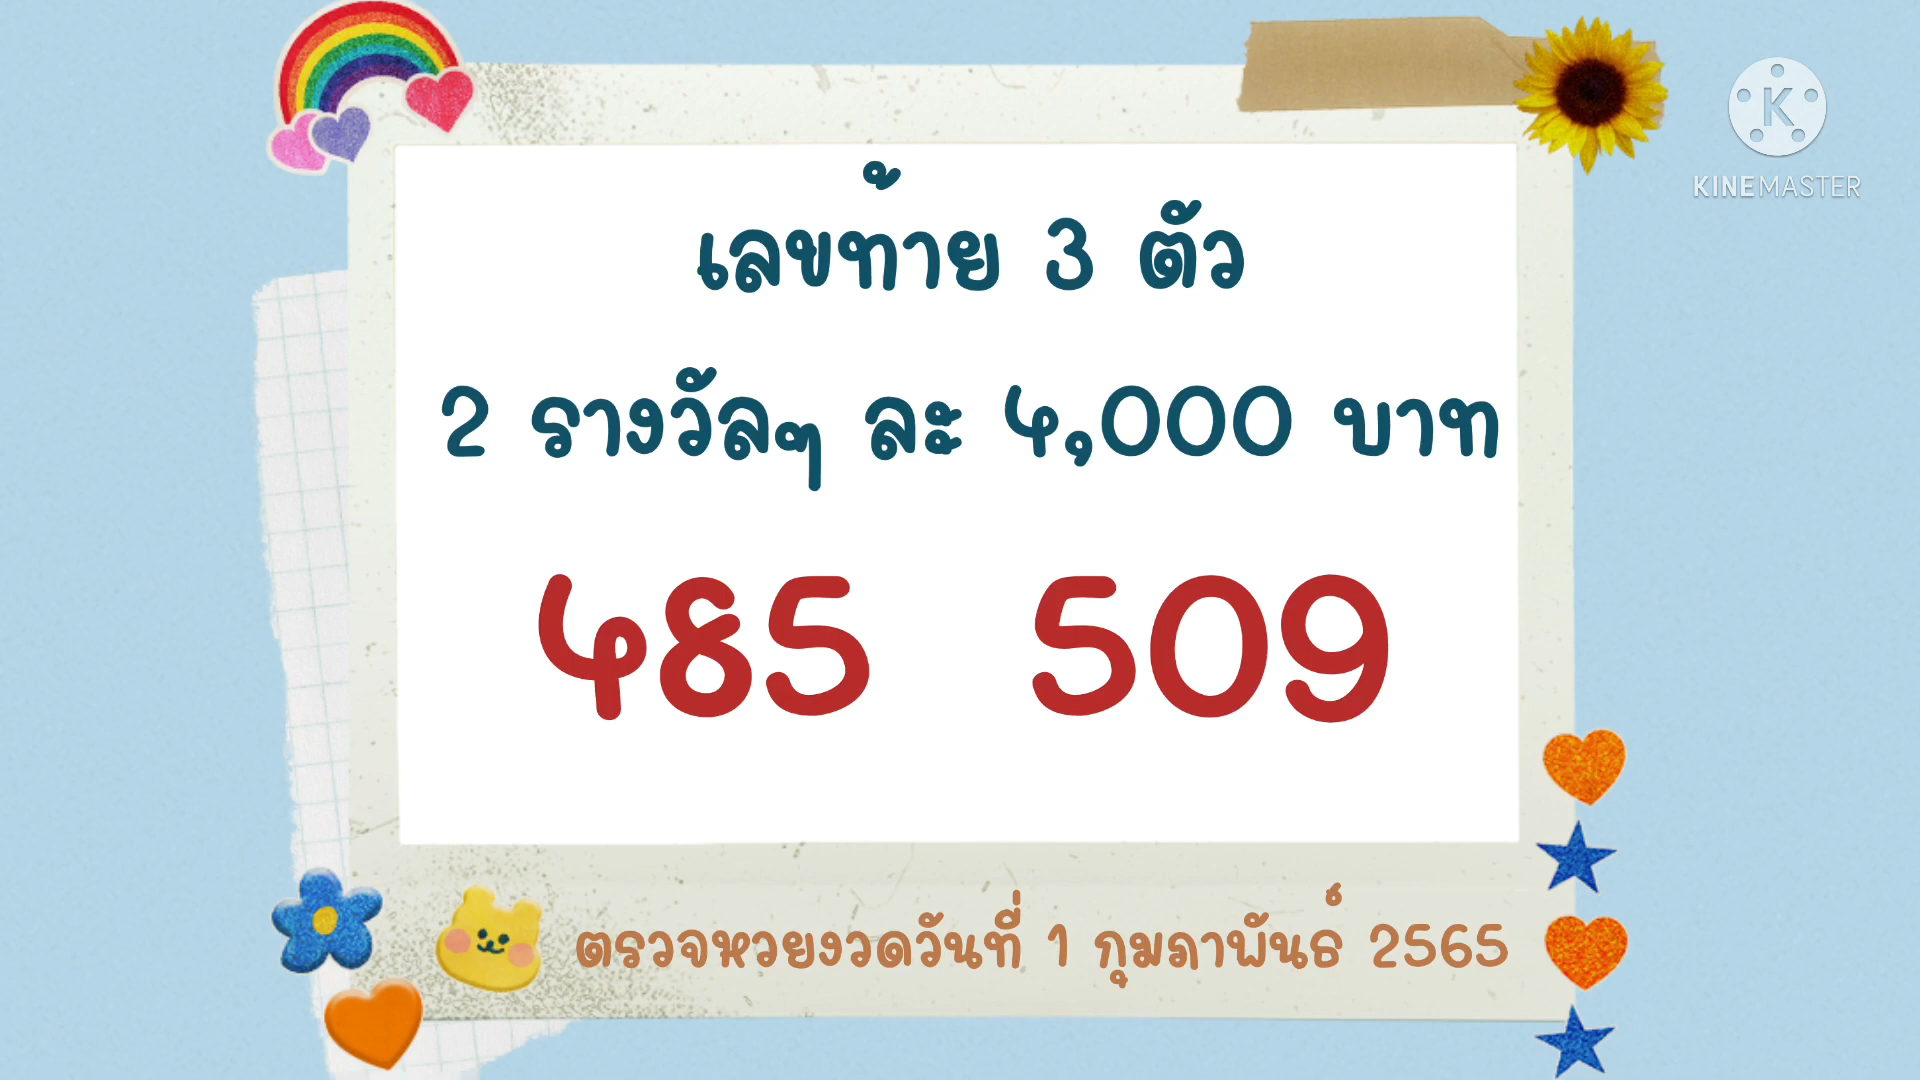 KINEMASTER
เลขท้าย 3 ตัว
2 รางวัลๆ ละ 4,000 บาท
485 509
ตรวจหวยงวดวันที่ 1 กุมภาพันธ์ 2565